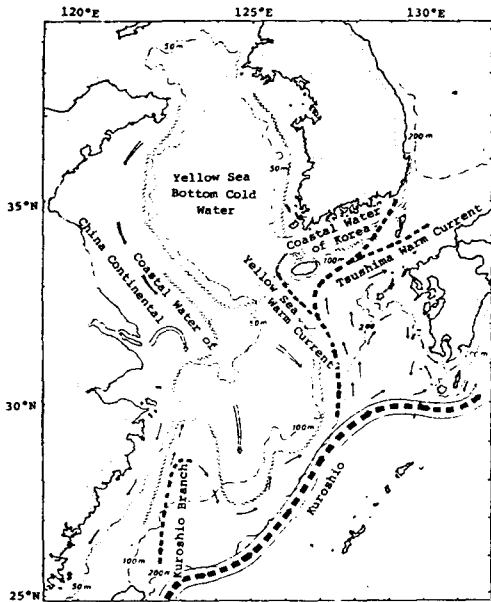 120°E 125°E 130°E
50m
200m
50m
Yellow Sea
Bottom Cold
Water
35°N
Coastal Water
of Korea
100m
Tsushima Warm Current
China Continental
Coastal Water of
Yellow Sea
Warm Current
50m
30°N
100m
Kuroshio
Kuroshio Branch
100m
200m
50m
25°N